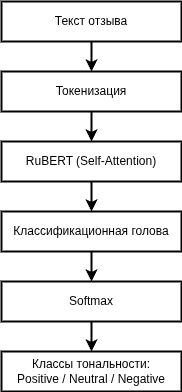 Текст отзыва
Токенизация
RuBERT (Self-Attention)
Классификационная голова
Softmax
Классы тональности:
Positive / Neutral / Negative